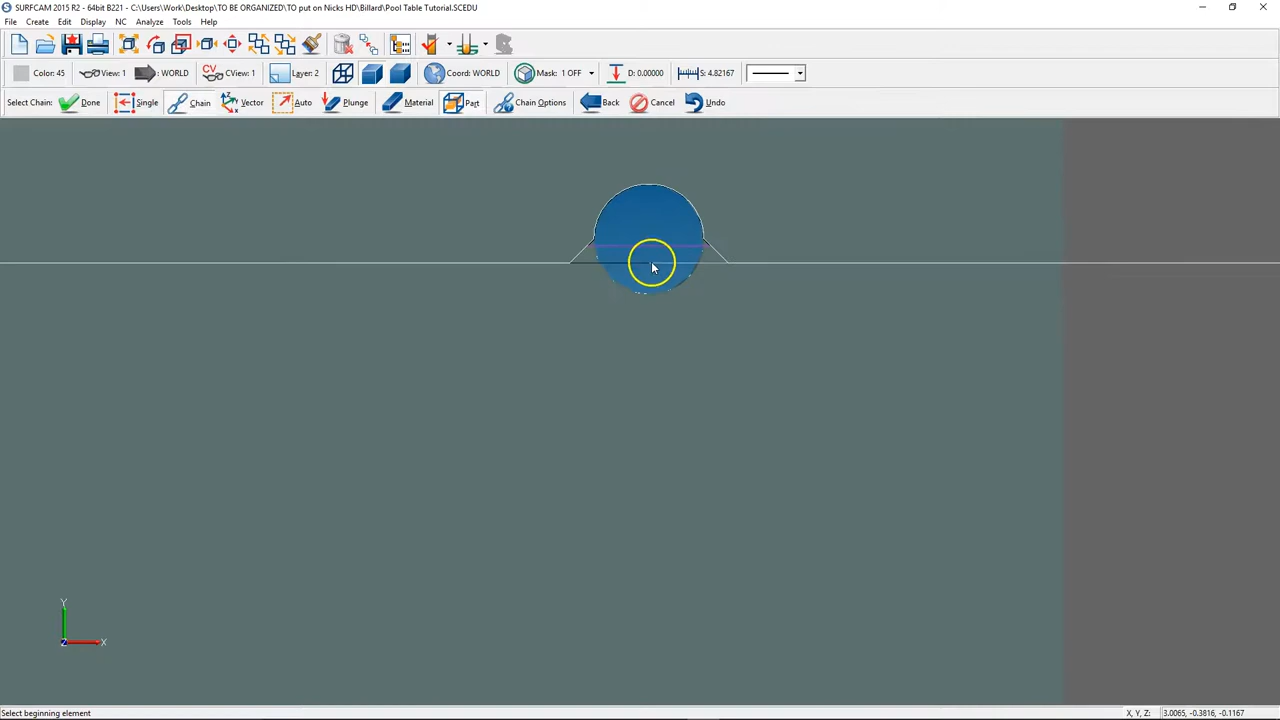 SURFCAM 2015 R2 - 64bit B221 - C:\Users\Work\Desktop\TO BE ORGANIZED\TO put on Nicks HD\Billard\Pool Table Tutorial.SCEDU
File Create Edit Display NC Analyze Tools Help
Color: 45 View: 1 : WORLD CV CView: 1 Layer: 2 Coord: WORLD Mask: 1 OFF D: 0.00000 S: 4.82167
Select Chain: Done Single Chain Vector Auto Plunge Material Part Chain Options Back Cancel Undo
Y
Z X
Select beginning element X, Y, Z: 3.0065, -0.3816, -0.1167